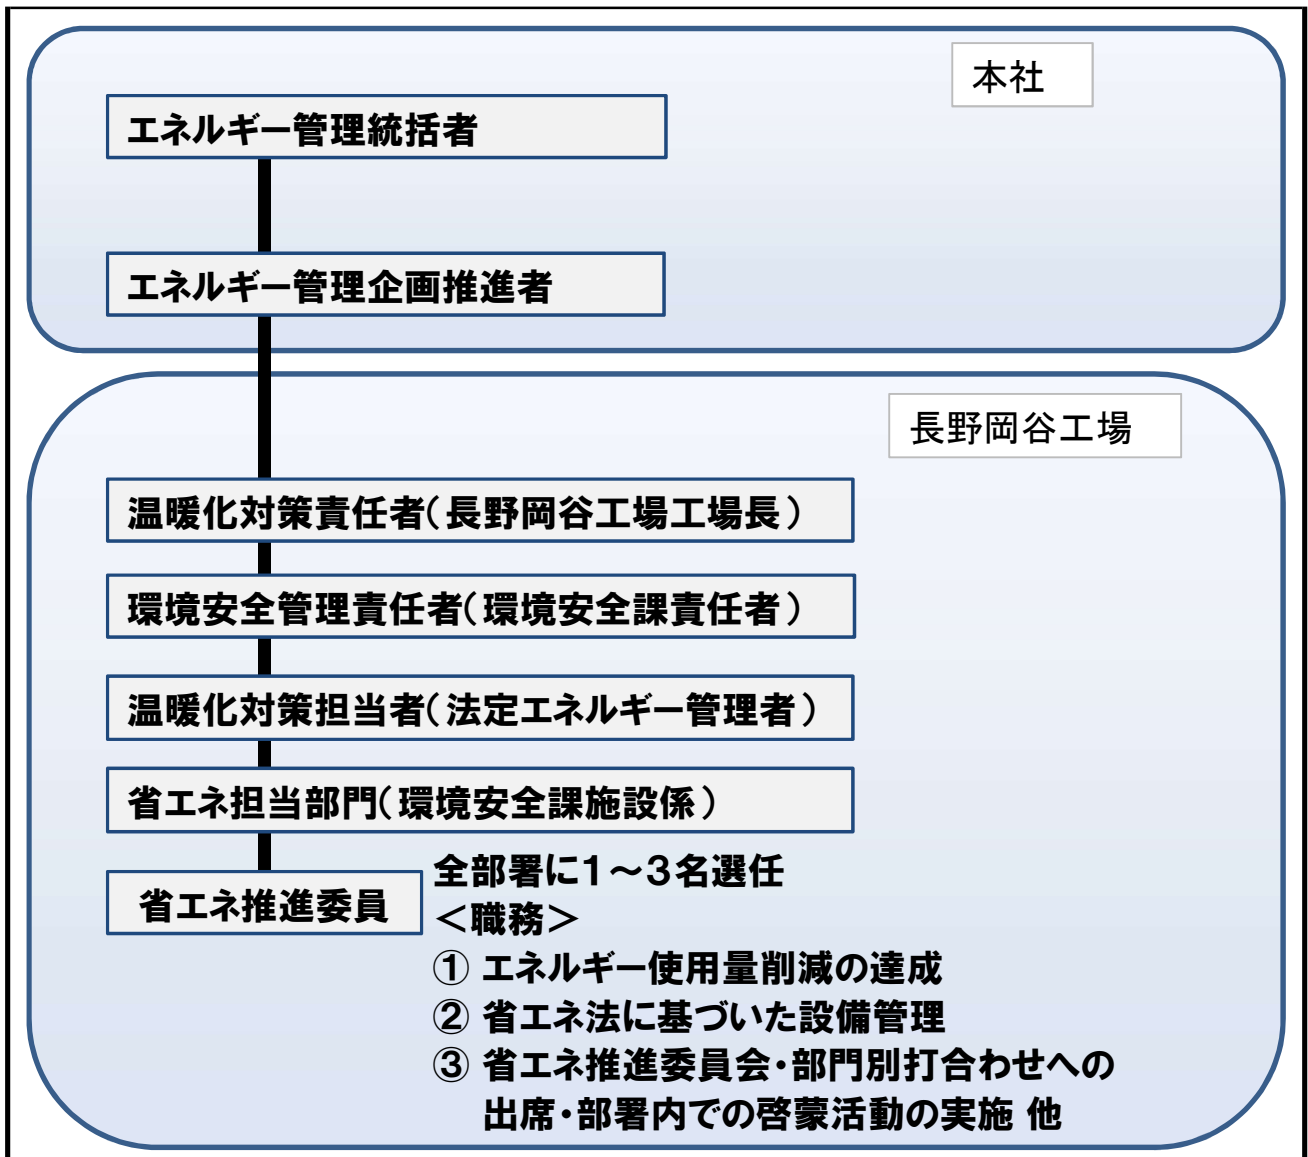 本社
エネルギー管理統括者
エネルギー管理企画推進者
長野岡谷工場
温暖化対策責任者(長野岡谷工場工場長)
環境安全管理責任者(環境安全課責任者)
温暖化対策担当者(法定エネルギー管理者)
省エネ担当部門(環境安全課施設係)
省エネ推進委員
全部署に1～3名選任
＜職務＞
① エネルギー使用量削減の達成
② 省エネ法に基づいた設備管理
③ 省エネ推進委員会・部門別打合わせへの
出席・部署内での啓蒙活動の実施 他